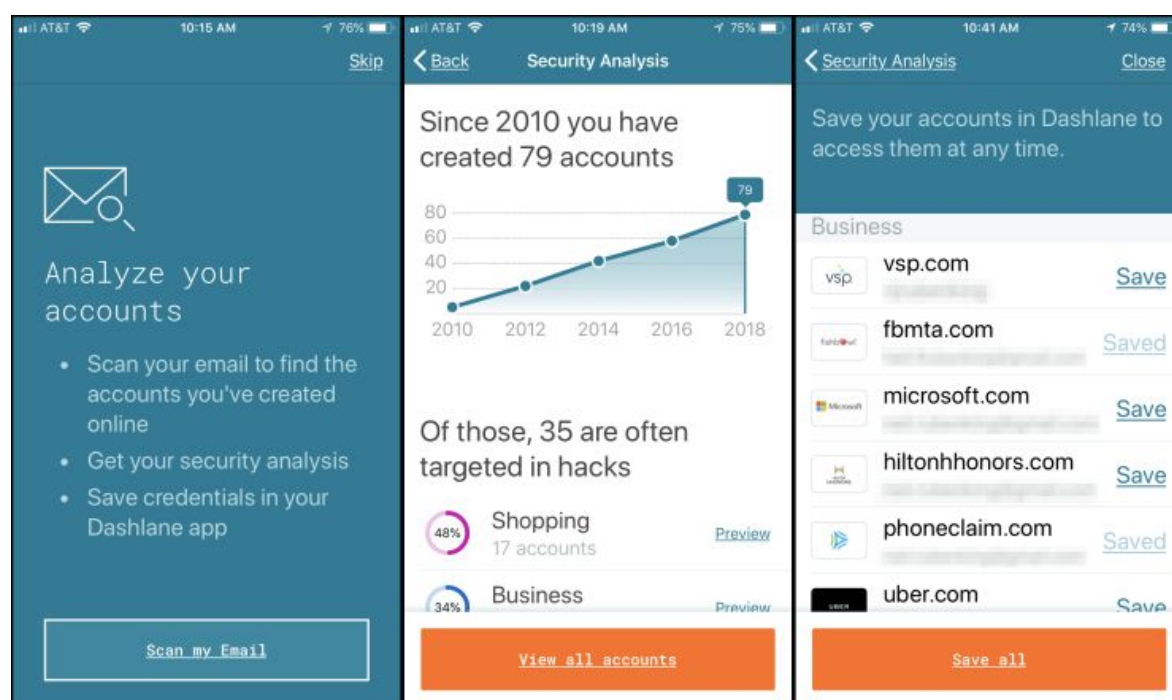 AT&T 10:15 AM 76%
Skip
Analyze your
accounts
• Scan your email to find the
accounts you've created
online
• Get your security analysis
• Save credentials in your
Dashlane app
Scan my Email
AT&T 10:19 AM 75%
Back Security Analysis
Since 2010 you have
created 79 accounts
79
80
60
40
20
2010 2012 2014 2016 2018
Of those, 35 are often
targeted in hacks
48% Shopping Preview
17 accounts
34% Business Preview
View all accounts
AT&T 10:41 AM 74%
Security Analysis Close
Save your accounts in Dashlane to
access them at any time.
Business
vsp vsp.com Save
fishbowl fbmta.com Saved
Microsoft microsoft.com Save
hiltonhhonors.com Save
phoneclaim.com Saved
UBER uber.com Save
Save all